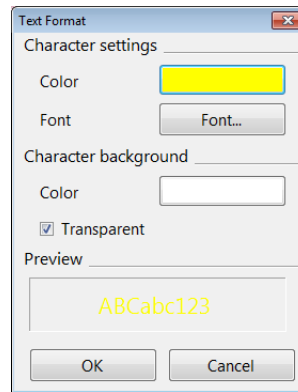 Text Format
Character settings
Color
Font
Font...
Character background
Color
Transparent
Preview
ABCabc123
OK
Cancel